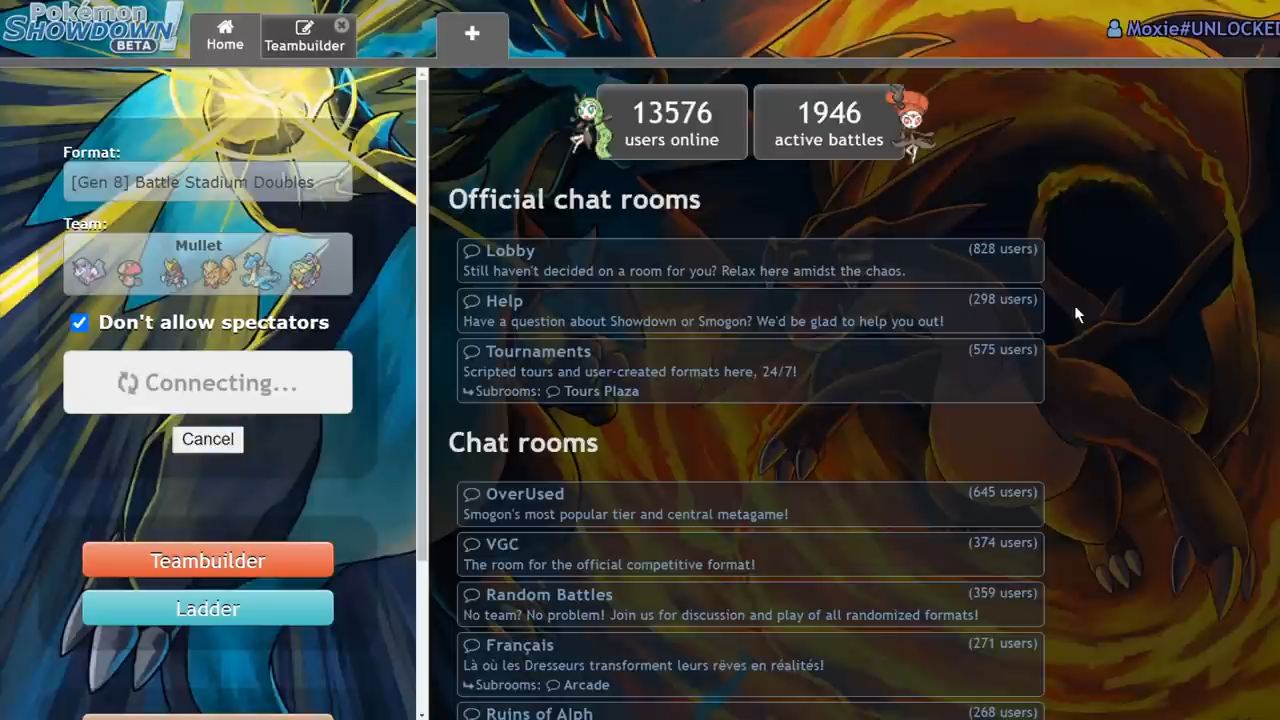 Pokémon
SHOWDOWN!
BETA
Home
Teambuilder
+
Moxie#UNLOCKED
Format:
[Gen 8] Battle Stadium Doubles
Team:
Mullet
Don't allow spectators
Connecting...
Cancel
Teambuilder
Ladder
13576
users online
1946
active battles
Official chat rooms
Lobby (828 users)
Still haven't decided on a room for you? Relax here amidst the chaos.
Help (298 users)
Have a question about Showdown or Smogon? We'd be glad to help you out!
Tournaments (575 users)
Scripted tours and user-created formats here, 24/7!
↳Subrooms: Tours Plaza
Chat rooms
OverUsed (645 users)
Smogon's most popular tier and central metagame!
VGC (374 users)
The room for the official competitive format!
Random Battles (359 users)
No team? No problem! Join us for discussion and play of all randomized formats!
Français (271 users)
Là où les Dresseurs transforment leurs rêves en réalités!
↳Subrooms: Arcade
Ruins of Alph (268 users)